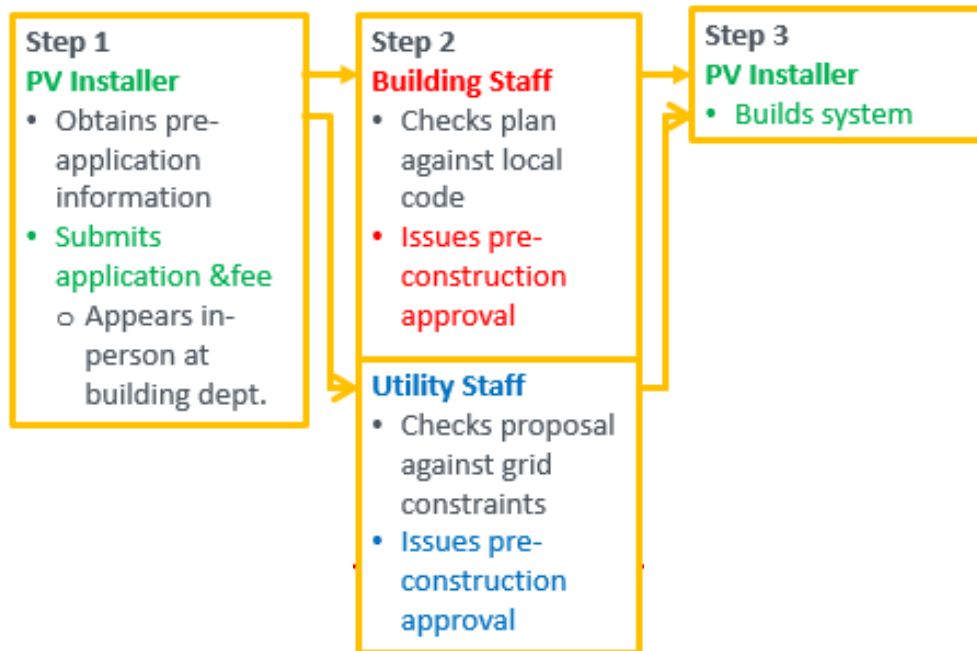 Step 1
PV Installer
• Obtains pre-
application
information
• Submits
application &fee
o Appears in-
person at
building dept.
Step 2
Building Staff
• Checks plan
against local
code
• Issues pre-
construction
approval
Utility Staff
• Checks proposal
against grid
constraints
• Issues pre-
construction
approval
Step 3
PV Installer
• Builds system